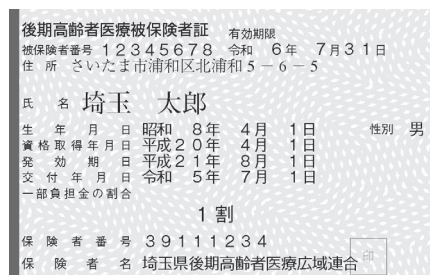 後期高齢者医療被保険者証 有効期限
被保険者番号 12345678 令和 6年 7月31日
住所 さいたま市浦和区北浦和5-6-5
氏名 埼玉 太郎
生年月日 昭和 8年 4月 1日 性別 男
資格取得年月日 平成20年 4月 1日
発効期日 平成21年 8月 1日
交付年月日 令和 5年 7月 1日
一部負担金の割合
1割
保険者番号 39111234
保険者名 埼玉県後期高齢者医療広域連合
印